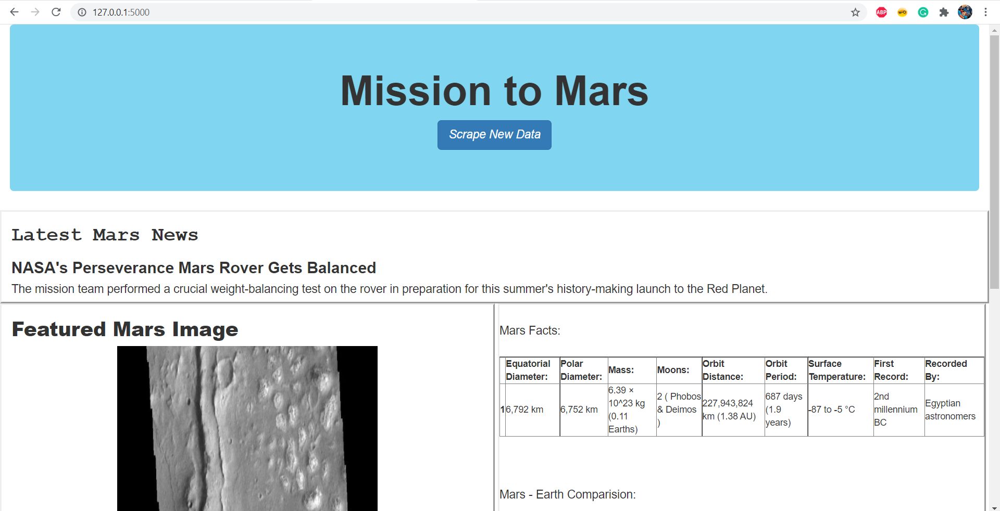 127.0.0.1:5000
ABP
Mission to Mars
Scrape New Data
Latest Mars News
NASA's Perseverance Mars Rover Gets Balanced
The mission team performed a crucial weight-balancing test on the rover in preparation for this summer's history-making launch to the Red Planet.
Featured Mars Image
Mars Facts:
Equatorial Diameter: Polar Diameter: Mass: Moons: Orbit Distance: Orbit Period: Surface Temperature: First Record: Recorded By:
1 6,792 km 6,752 km 6.39 × 10^23 kg (0.11 Earths) 2 ( Phobos & Deimos ) 227,943,824 km (1.38 AU) 687 days (1.9 years) -87 to -5 °C 2nd millennium BC Egyptian astronomers
Mars - Earth Comparision: